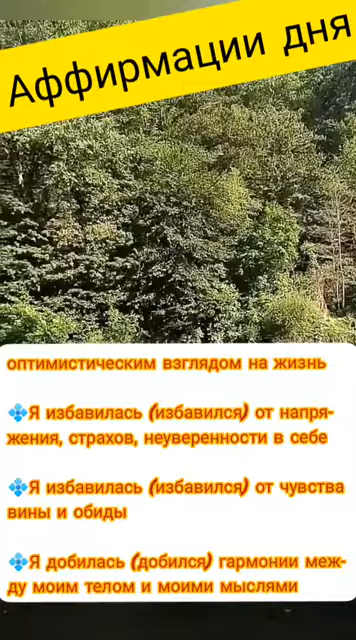 Аффирмации дня
оптимистическим взглядом на жизнь
💠Я избавилась (избавился) от напря-
жения, страхов, неуверенности в себе
💠Я избавилась (избавился) от чувства
вины и обиды
💠Я добилась (добился) гармонии меж-
ду моим телом и моими мыслями